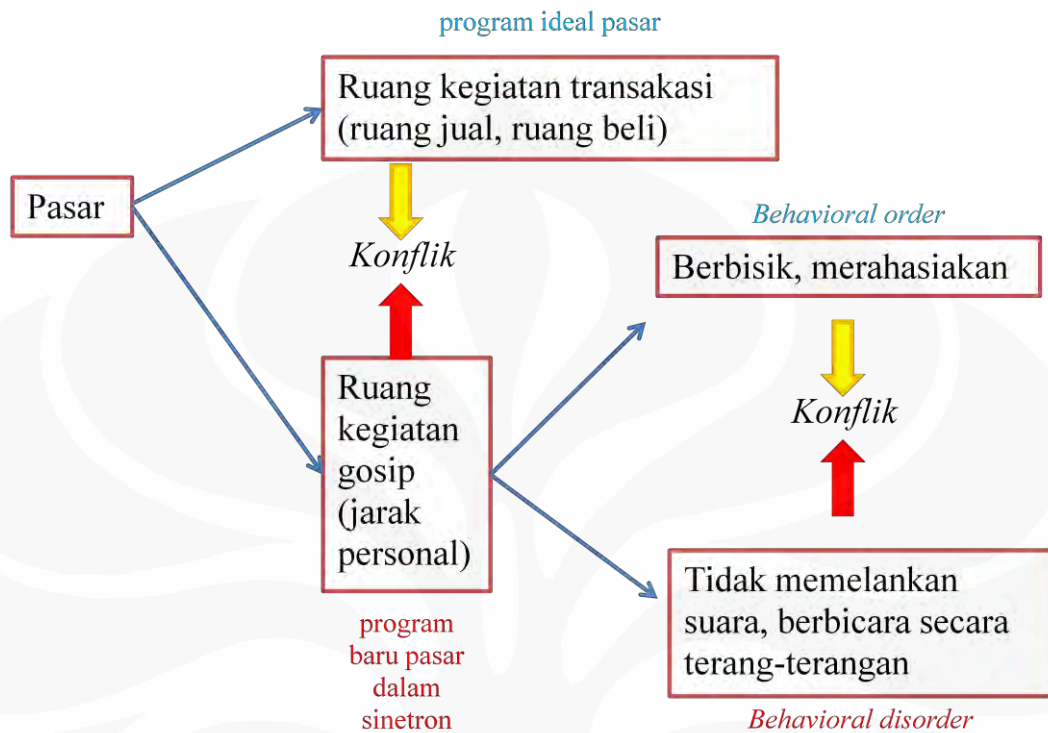 program ideal pasar
Ruang kegiatan transakasi
(ruang jual, ruang beli)
Pasar
Konflik
Behavioral order
Berbisik, merahasiakan
Ruang
kegiatan
gosip
(jarak
personal)
Konflik
program
baru pasar
dalam
sinetron
Tidak memelankan
suara, berbicara secara
terang-terangan
Behavioral disorder